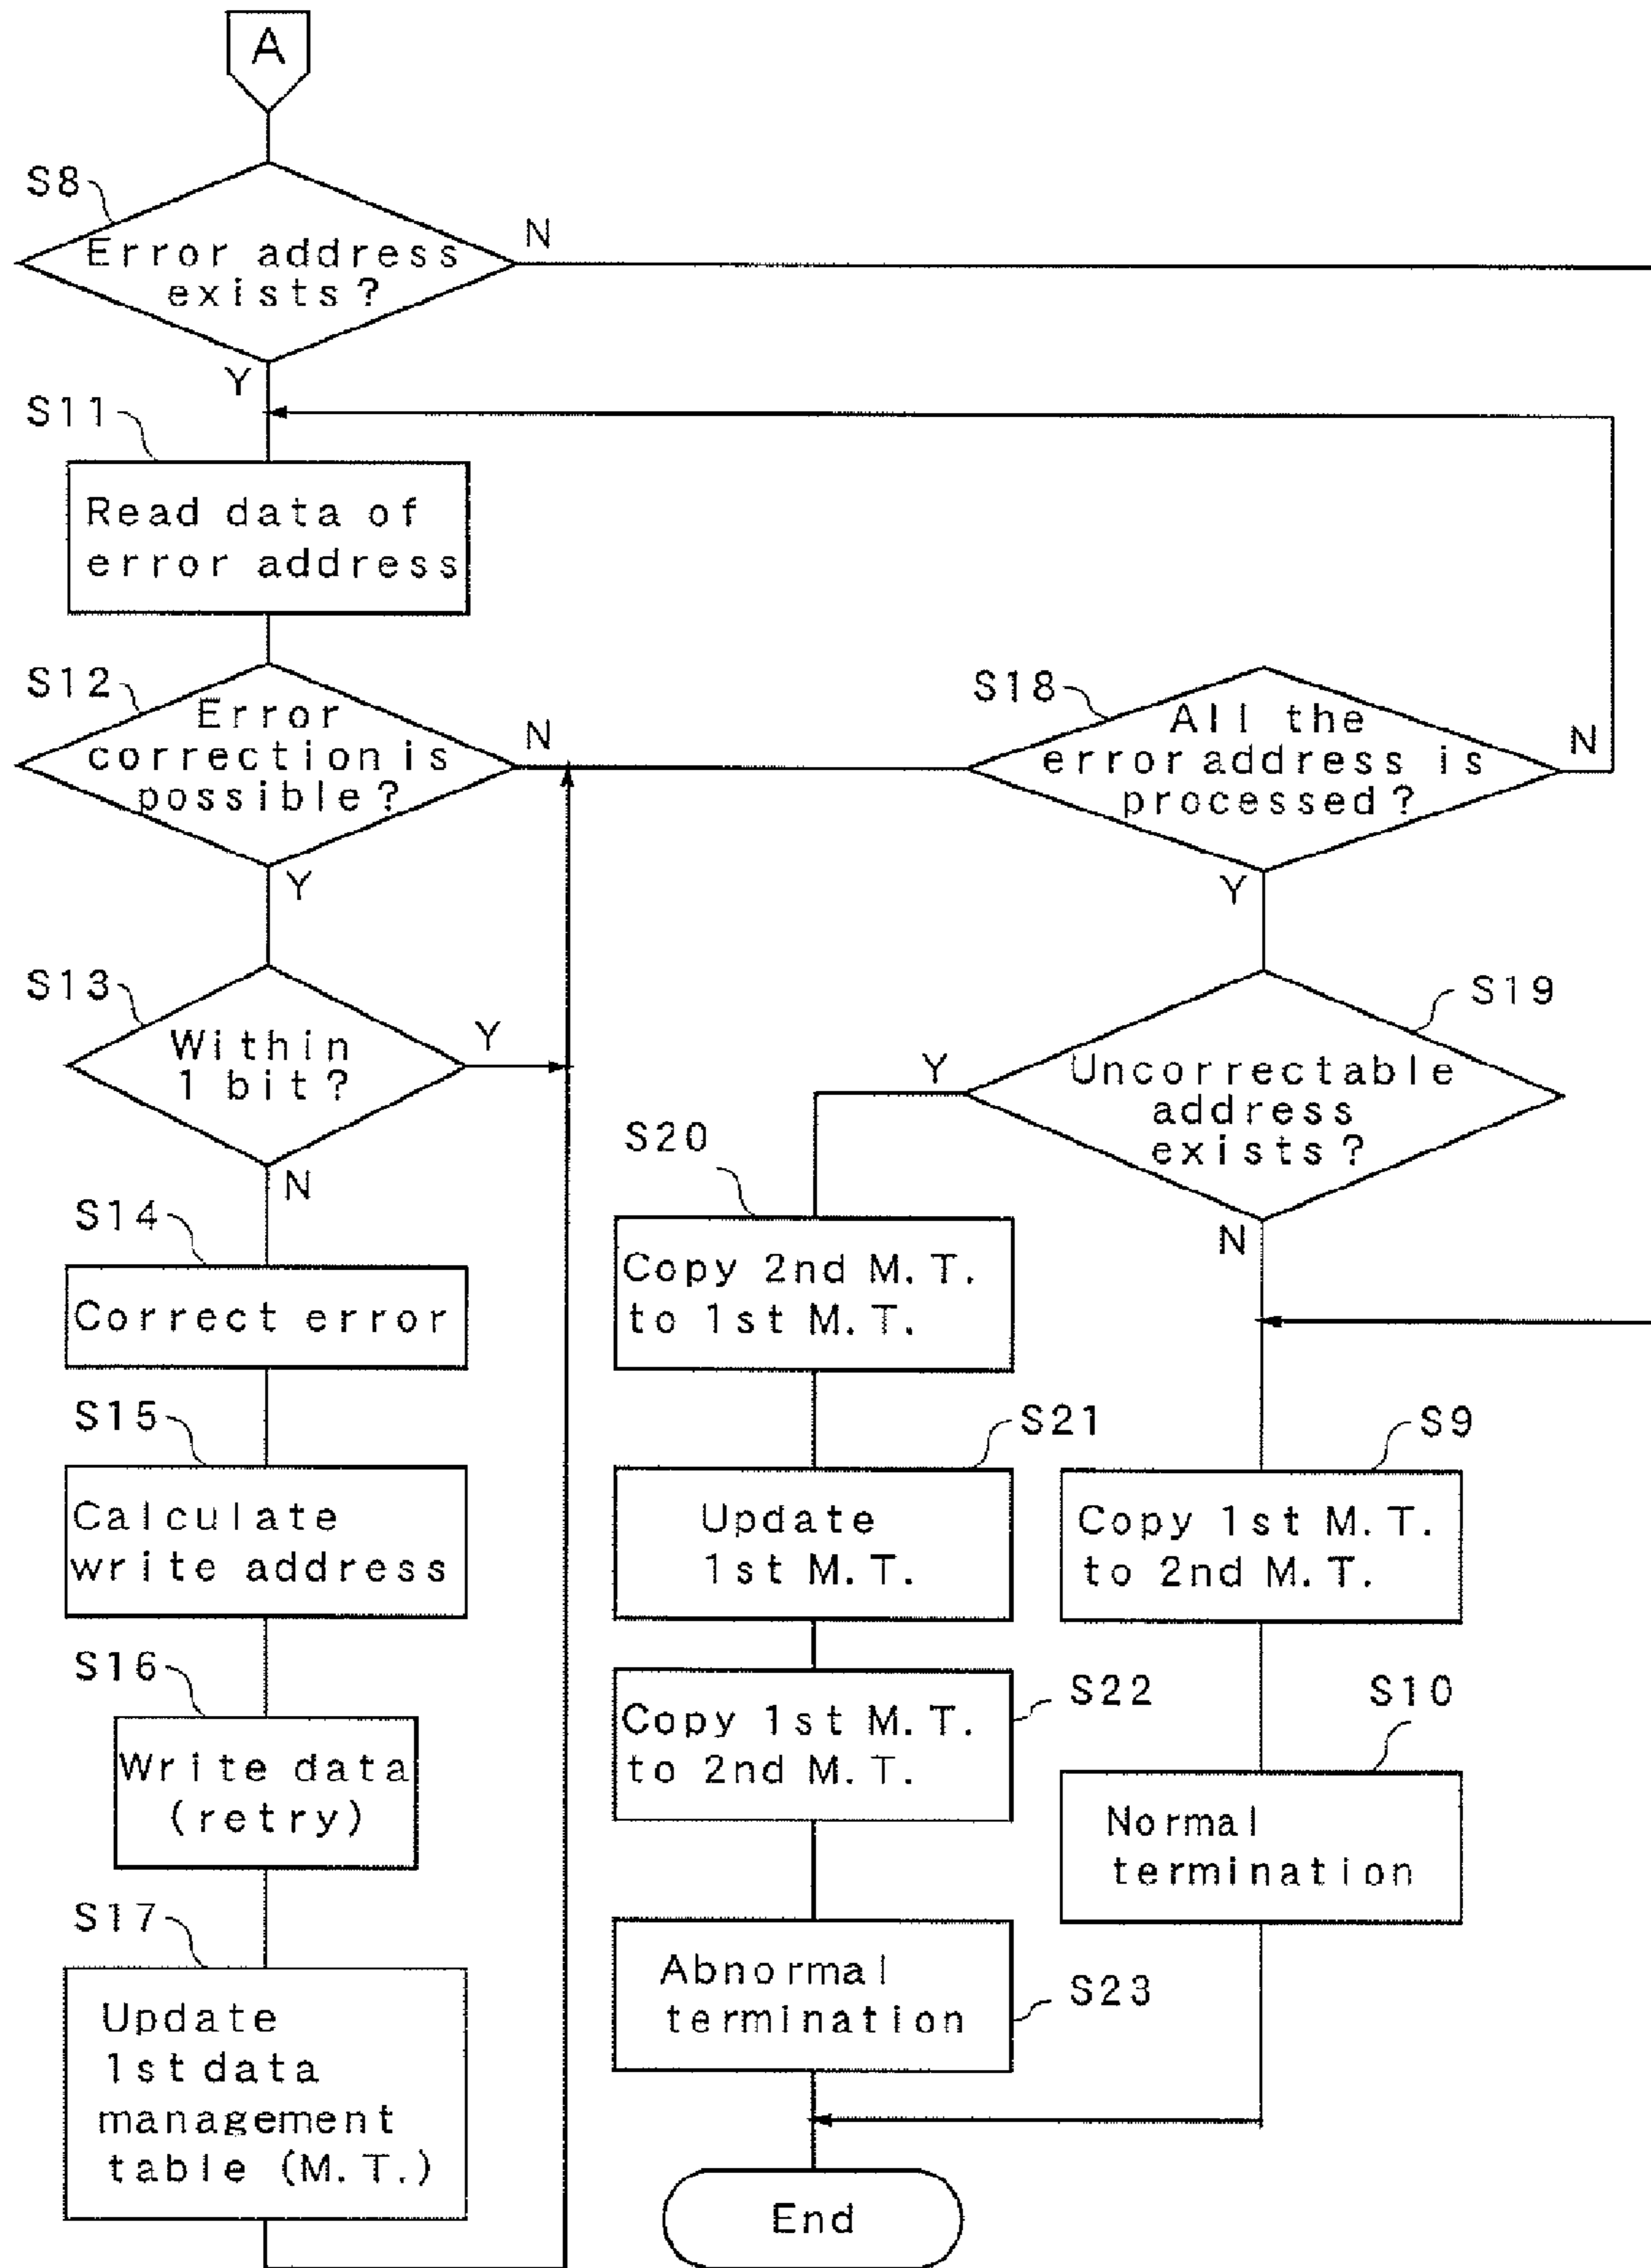 A
S8
Error address
exists?
N
Y
S11
Read data of
error address
S12
Error
correction is
possible?
N
Y
S18
All the
error address is
processed?
N
Y
S13
Within
1 bit?
Y
N
S19
Uncorrectable
address
exists?
Y
N
S14
Correct error
S20
Copy 2nd M.T.
to 1st M.T.
S15
Calculate
write address
S21
Update
1st M.T.
S9
Copy 1st M.T.
to 2nd M.T.
S16
Write data
(retry)
S22
Copy 1st M.T.
to 2nd M.T.
S10
Normal
termination
S17
Update
1st data
management
table (M.T.)
Abnormal
termination
S23
End